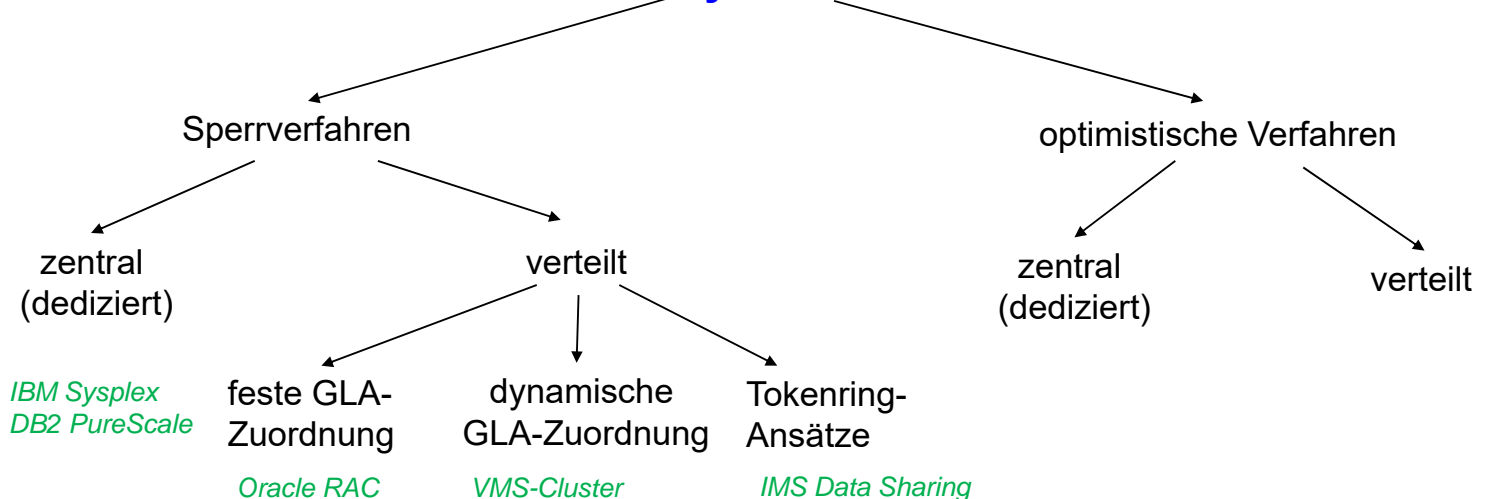 Sperrverfahren
optimistische Verfahren
zentral
(dediziert)
verteilt
zentral
(dediziert)
verteilt
IBM Sysplex
DB2 PureScale
feste GLA-
Zuordnung
dynamische
GLA-Zuordnung
Tokenring-
Ansätze
Oracle RAC
VMS-Cluster
IMS Data Sharing